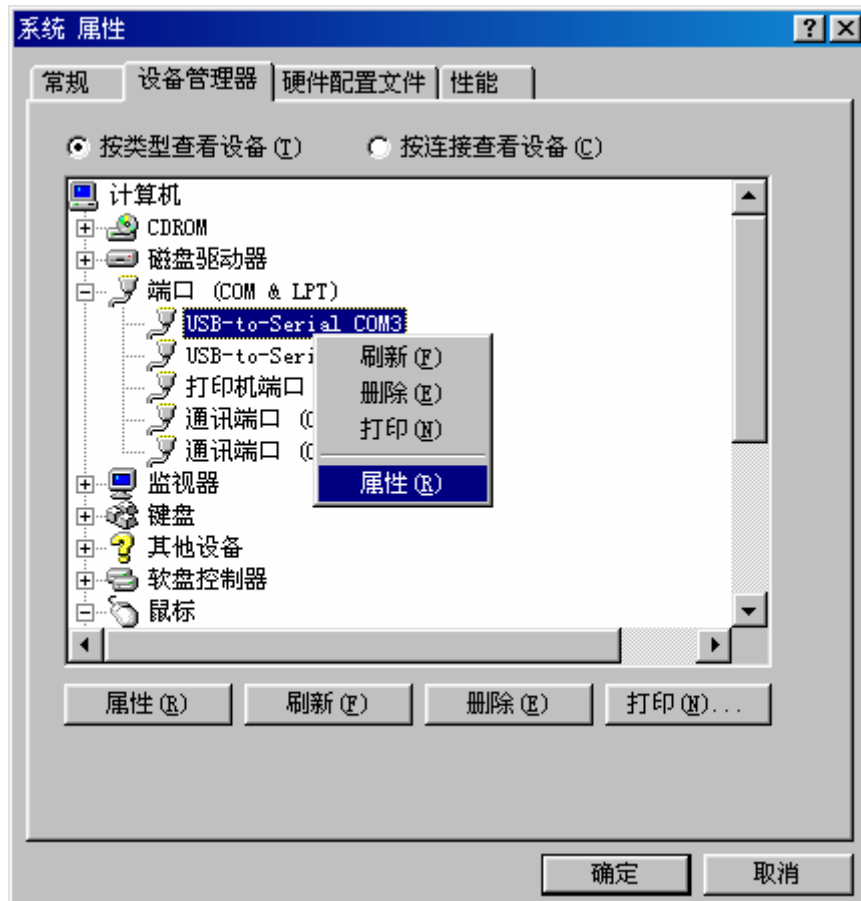 系统 属性
常规 设备管理器 硬件配置文件 性能
按类型查看设备(T) 按连接查看设备(C)
计算机
CDROM
磁盘驱动器
端口 (COM & LPT)
USB-to-Serial COM3
USB-to-Seri
刷新(F)
打印机端口
删除(E)
通讯端口 (C
打印(N)
通讯端口 (C
属性(R)
监视器
键盘
其他设备
软盘控制器
鼠标
属性(R) 刷新(F) 删除(E) 打印(N)...
确定 取消